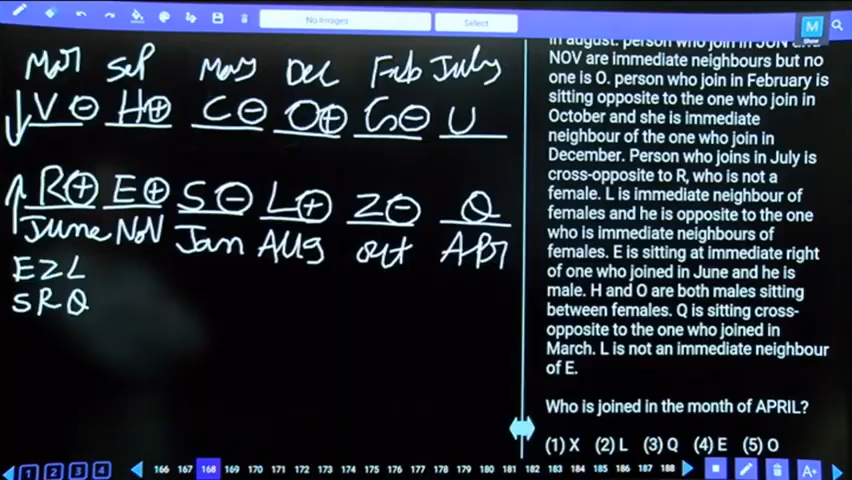 No Images
Select
M
Show
Mar Sep May Dec Feb July
V ⊖ H ⊕ C ⊖ O ⊕ G ⊖ U
R ⊕ E ⊕ S ⊖ L ⊕ Z ⊖ Q
June Nov Jan Aug Oct APr
E Z L
S R Q
in august. person who join in JUN and
NOV are immediate neighbours but no
one is O. person who join in February is
sitting opposite to the one who join in
October and she is immediate
neighbour of the one who join in
December. Person who joins in July is
cross-opposite to R, who is not a
female. L is immediate neighbour of
females and he is opposite to the one
who is immediate neighbours of
females. E is sitting at immediate right
of one who joined in June and he is
male. H and O are both males sitting
between females. Q is sitting cross-
opposite to the one who joined in
March. L is not an immediate neighbour
of E.
Who is joined in the month of APRIL?
(1) X (2) L (3) Q (4) E (5) O
1 2 3 4 166 167 168 169 170 171 172 173 174 175 176 177 178 179 180 181 182 183 184 185 186 187 188 A+